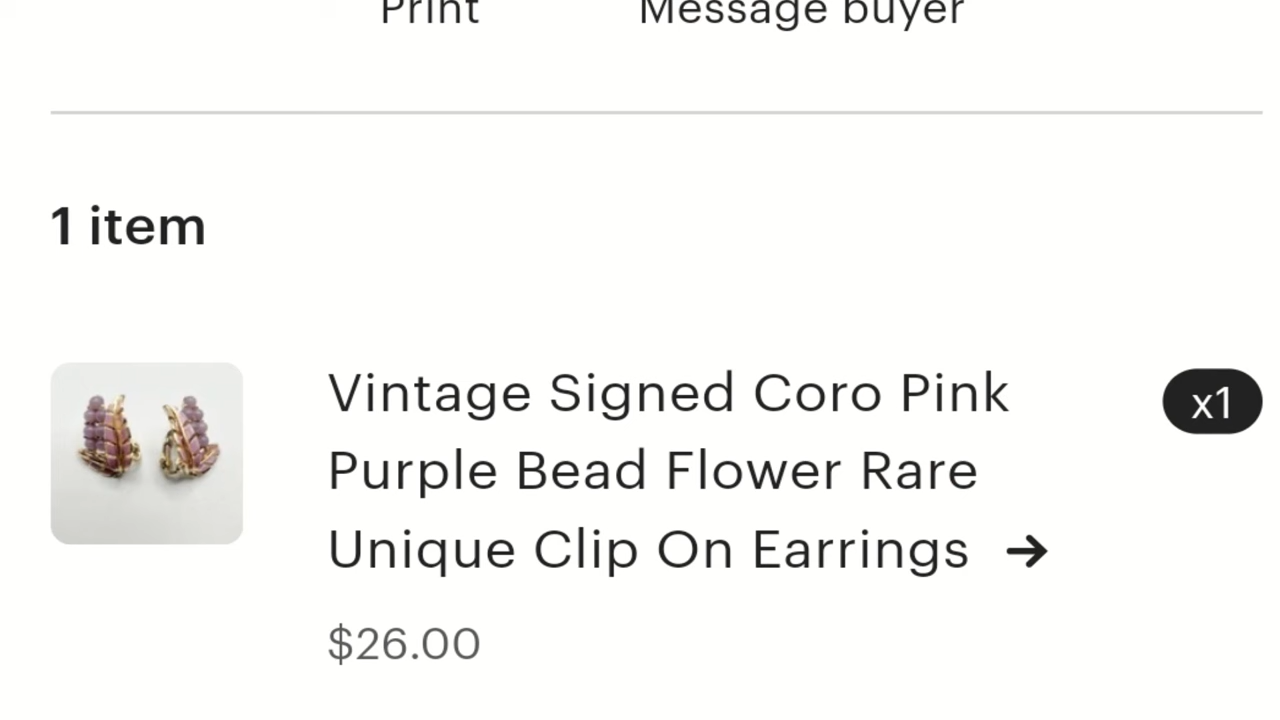 Print Message buyer
1 item
Vintage Signed Coro Pink
x1
Purple Bead Flower Rare
Unique Clip On Earrings →
$26.00